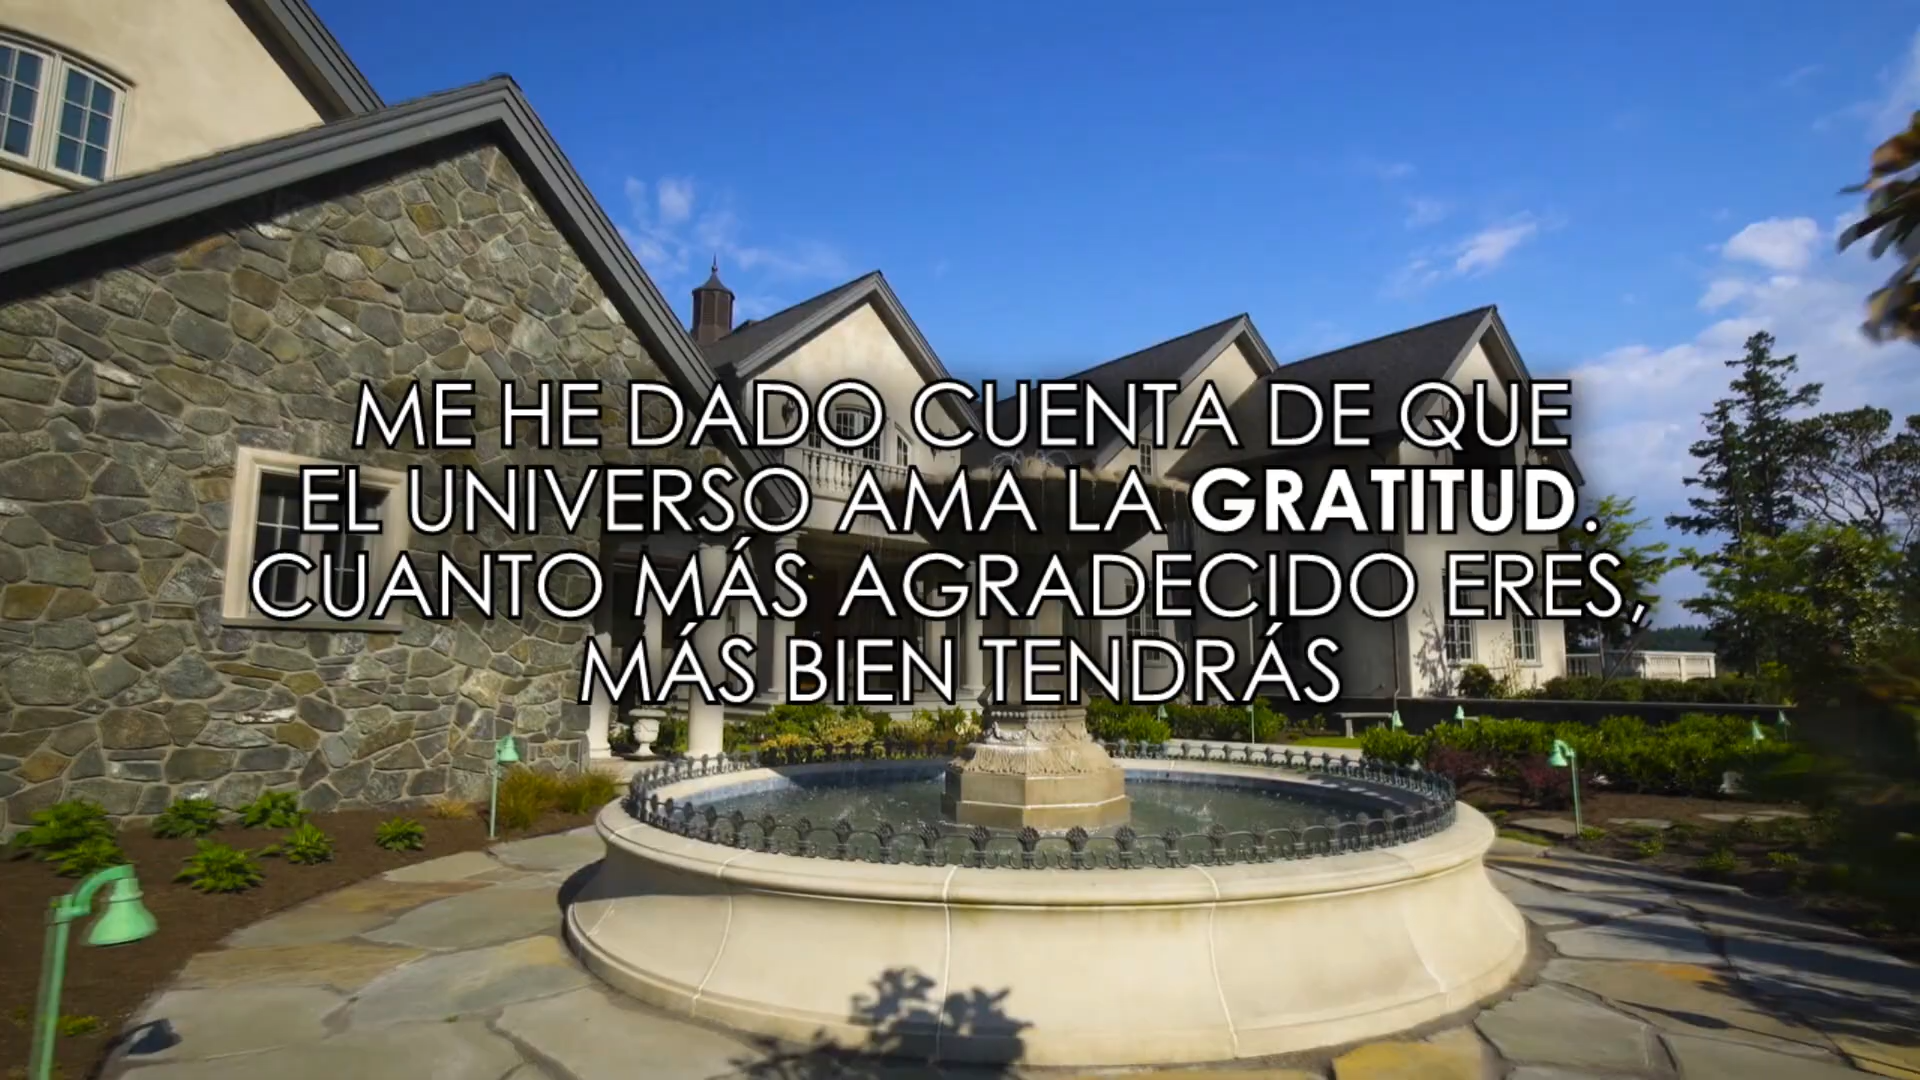 ME HE DADO CUENTA DE QUE
EL UNIVERSO AMA LA GRATITUD.
CUANTO MÁS AGRADECIDO ERES,
MÁS BIEN TENDRÁS